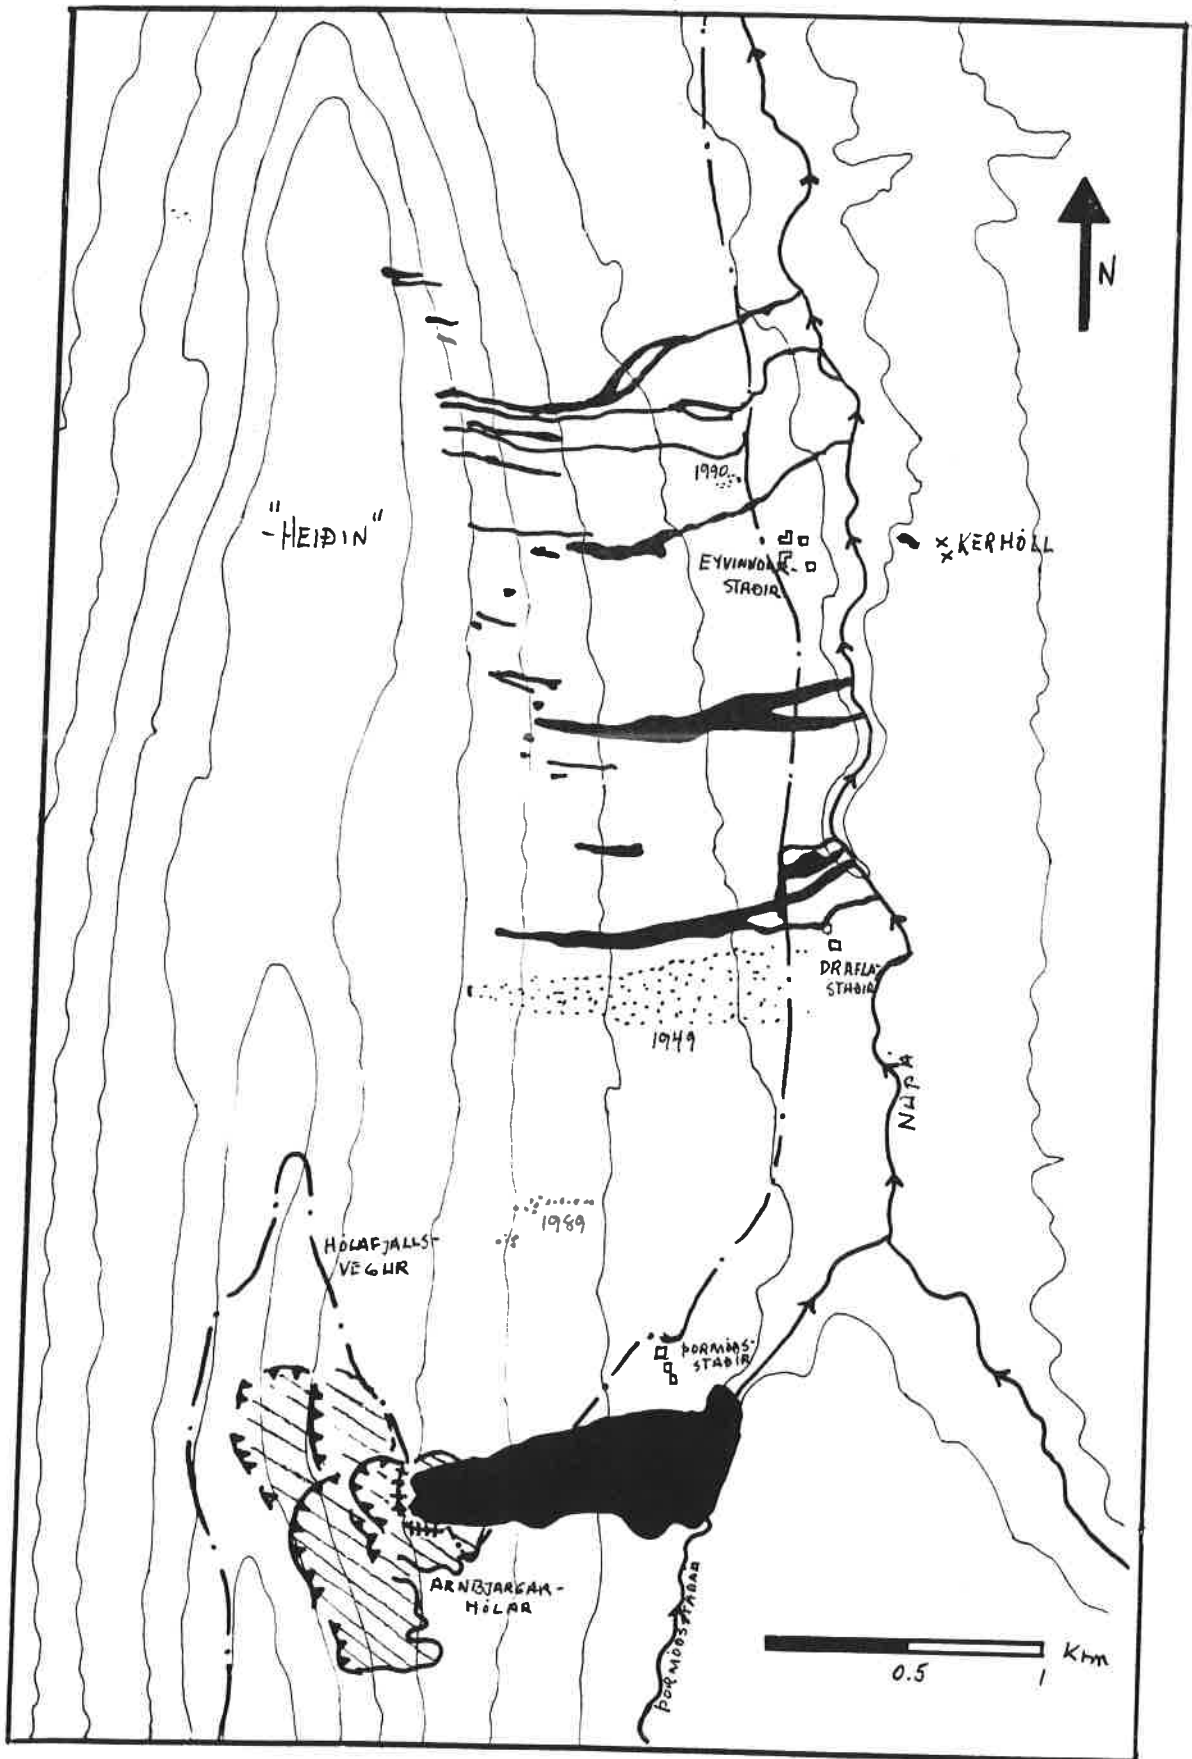 N
1990
"HEIÐIN"
x KERHÓLL
x
EYVINDAR-
STAÐIR
DRAFLA-
STAÐIR
1949
NÚPÁ
1989
HÓLAFJALLS-
VEGUR
ÞORMÓÐS-
STAÐIR
ARNBJARGAR-
HÓLAR
ÞORMÓÐSSTAÐAÁ
Km
0.5
1